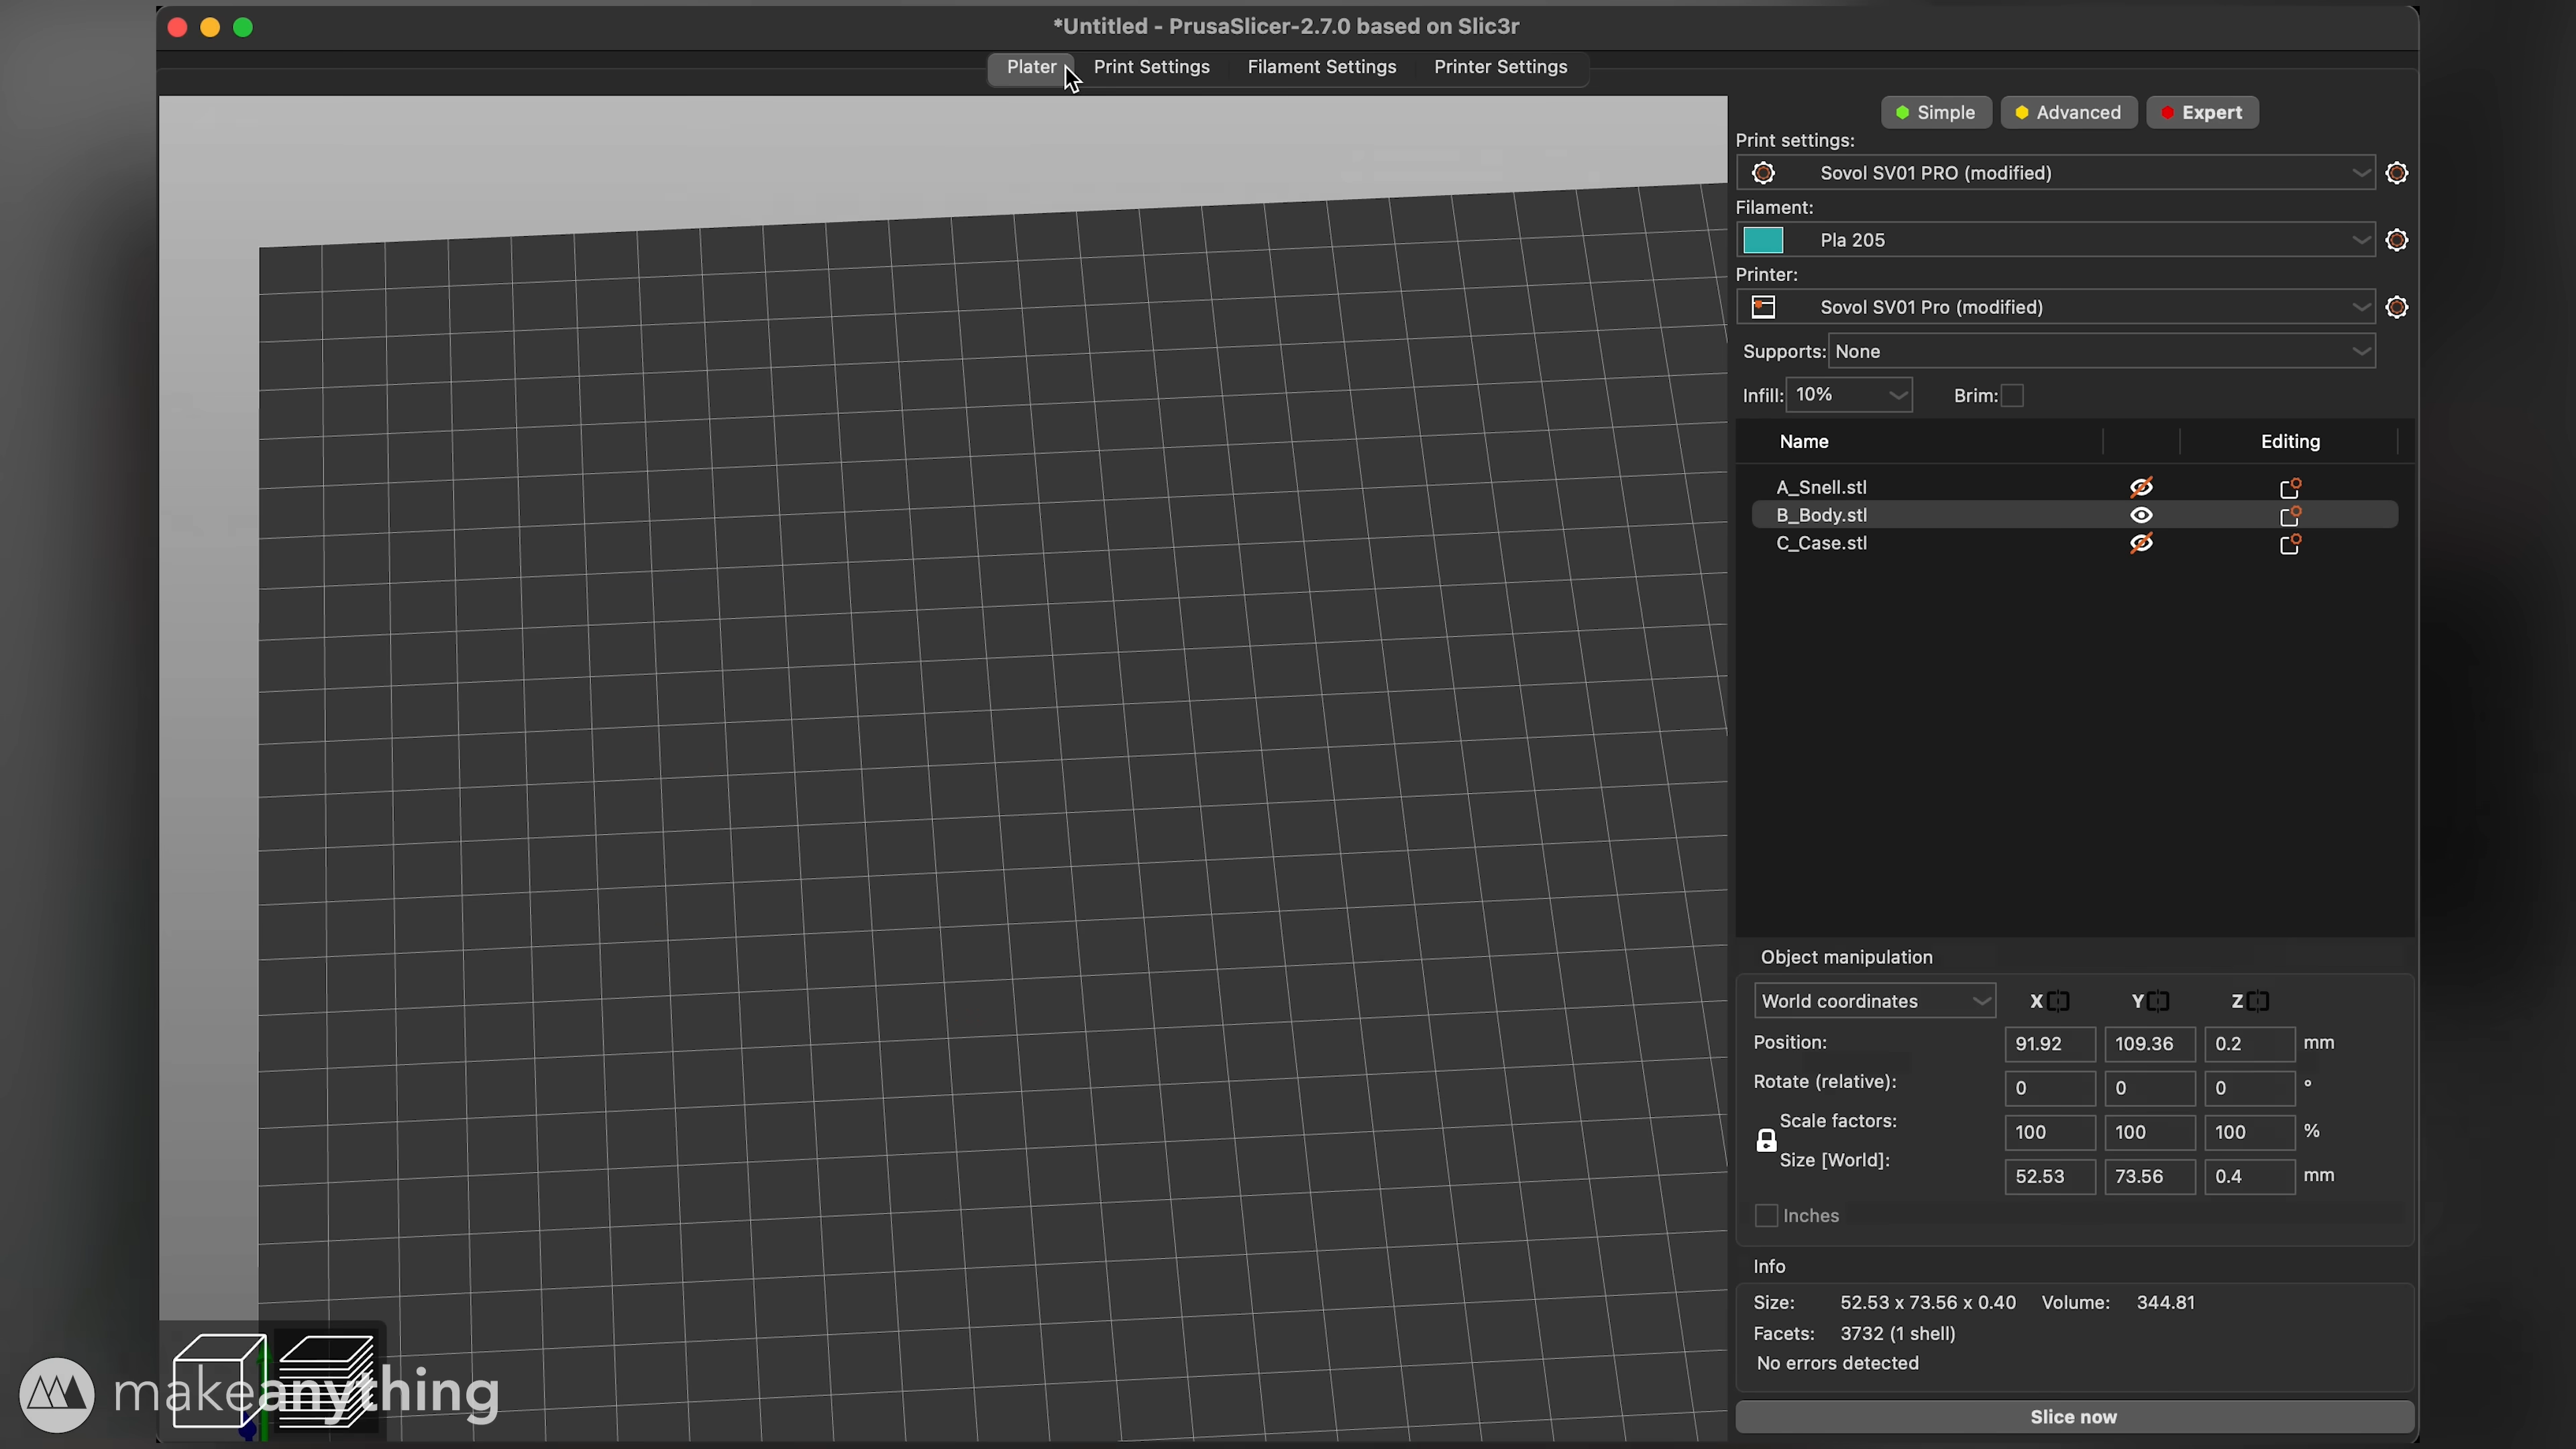 *Untitled - PrusaSlicer-2.7.0 based on Slic3r
Plater Print Settings Filament Settings Printer Settings
Simple Advanced Expert
Print settings:
Sovol SV01 PRO (modified)
Filament:
Pla 205
Printer:
Sovol SV01 Pro (modified)
Supports: None
Infill: 10% Brim:
Name Editing
A_Snell.stl
B_Body.stl
C_Case.stl
Object manipulation
World coordinates X Y Z
Position: 91.92 109.36 0.2 mm
Rotate (relative): 0 0 0 °
Scale factors: 100 100 100 %
Size [World]: 52.53 73.56 0.4 mm
Inches
Info
Size: 52.53 x 73.56 x 0.40 Volume: 344.81
Facets: 3732 (1 shell)
No errors detected
Slice now
makeanything